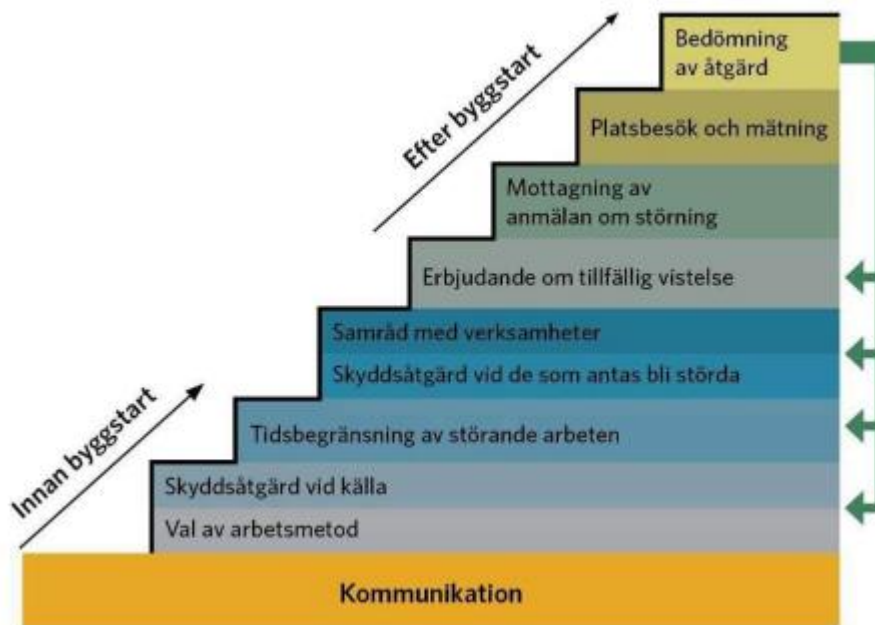 Bedömning
av åtgärd
Efter byggstart
Platsbesök och mätning
Mottagning av
anmälan om störning
Erbjudande om tillfällig vistelse
Samråd med verksamheter
Skyddsåtgärd vid de som antas bli störda
Innan byggstart
Tidsbegränsning av störande arbeten
Skyddsåtgärd vid källa
Val av arbetsmetod
Kommunikation